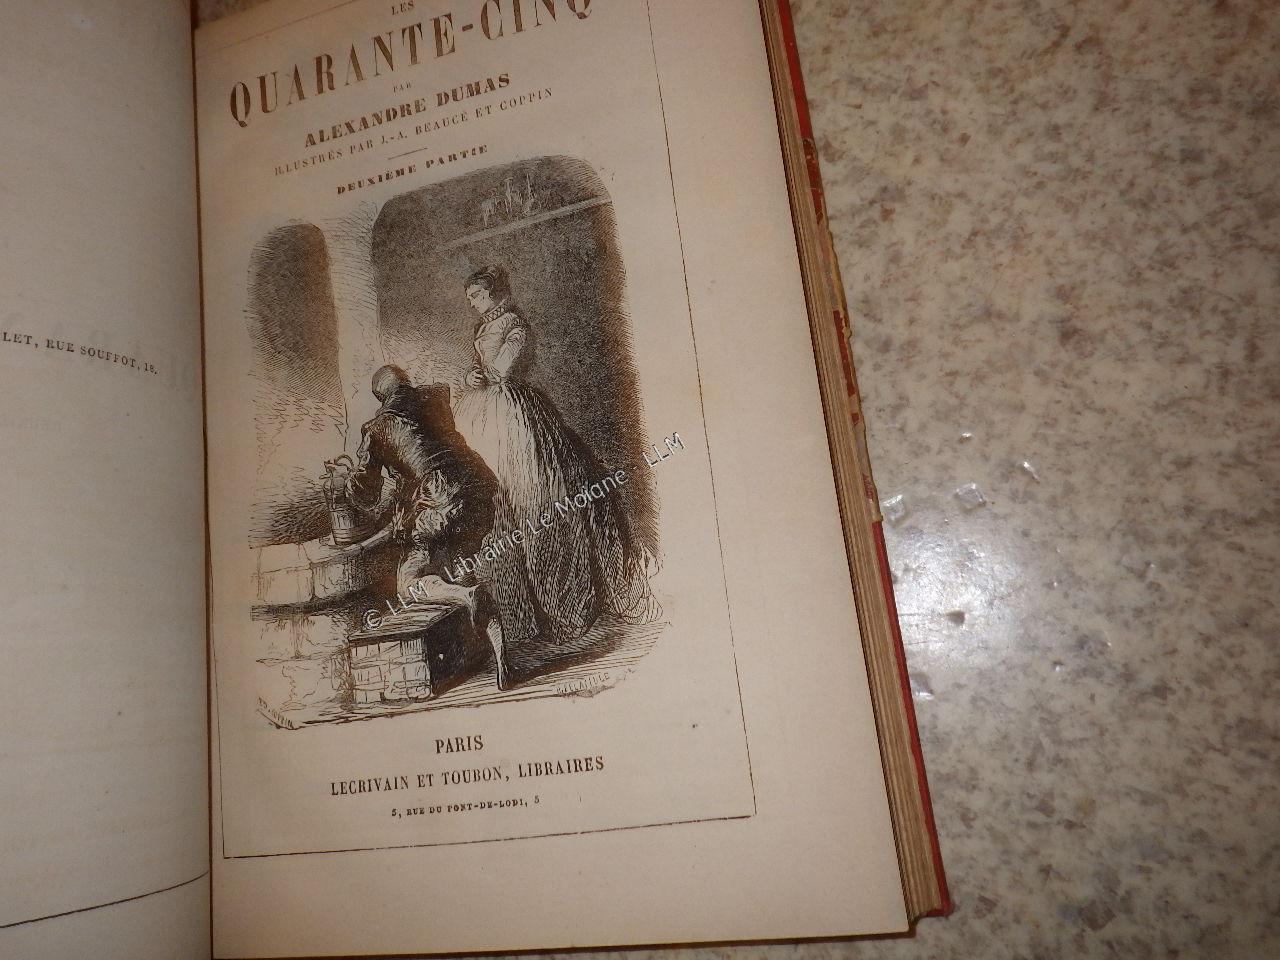 LET, RUE SOUFFOT, 18.
LES
QUARANTE-CINQ
PAR
ALEXANDRE DUMAS
ILLUSTRÉS PAR J.-A. BEAUCÉ ET COPPIN
DEUXIÈME PARTIE
© LLM - Librairie Le Moïane - LLM
PARIS
LECRIVAIN ET TOUBON, LIBRAIRES
5, RUE DU PONT-DE-LODI, 5